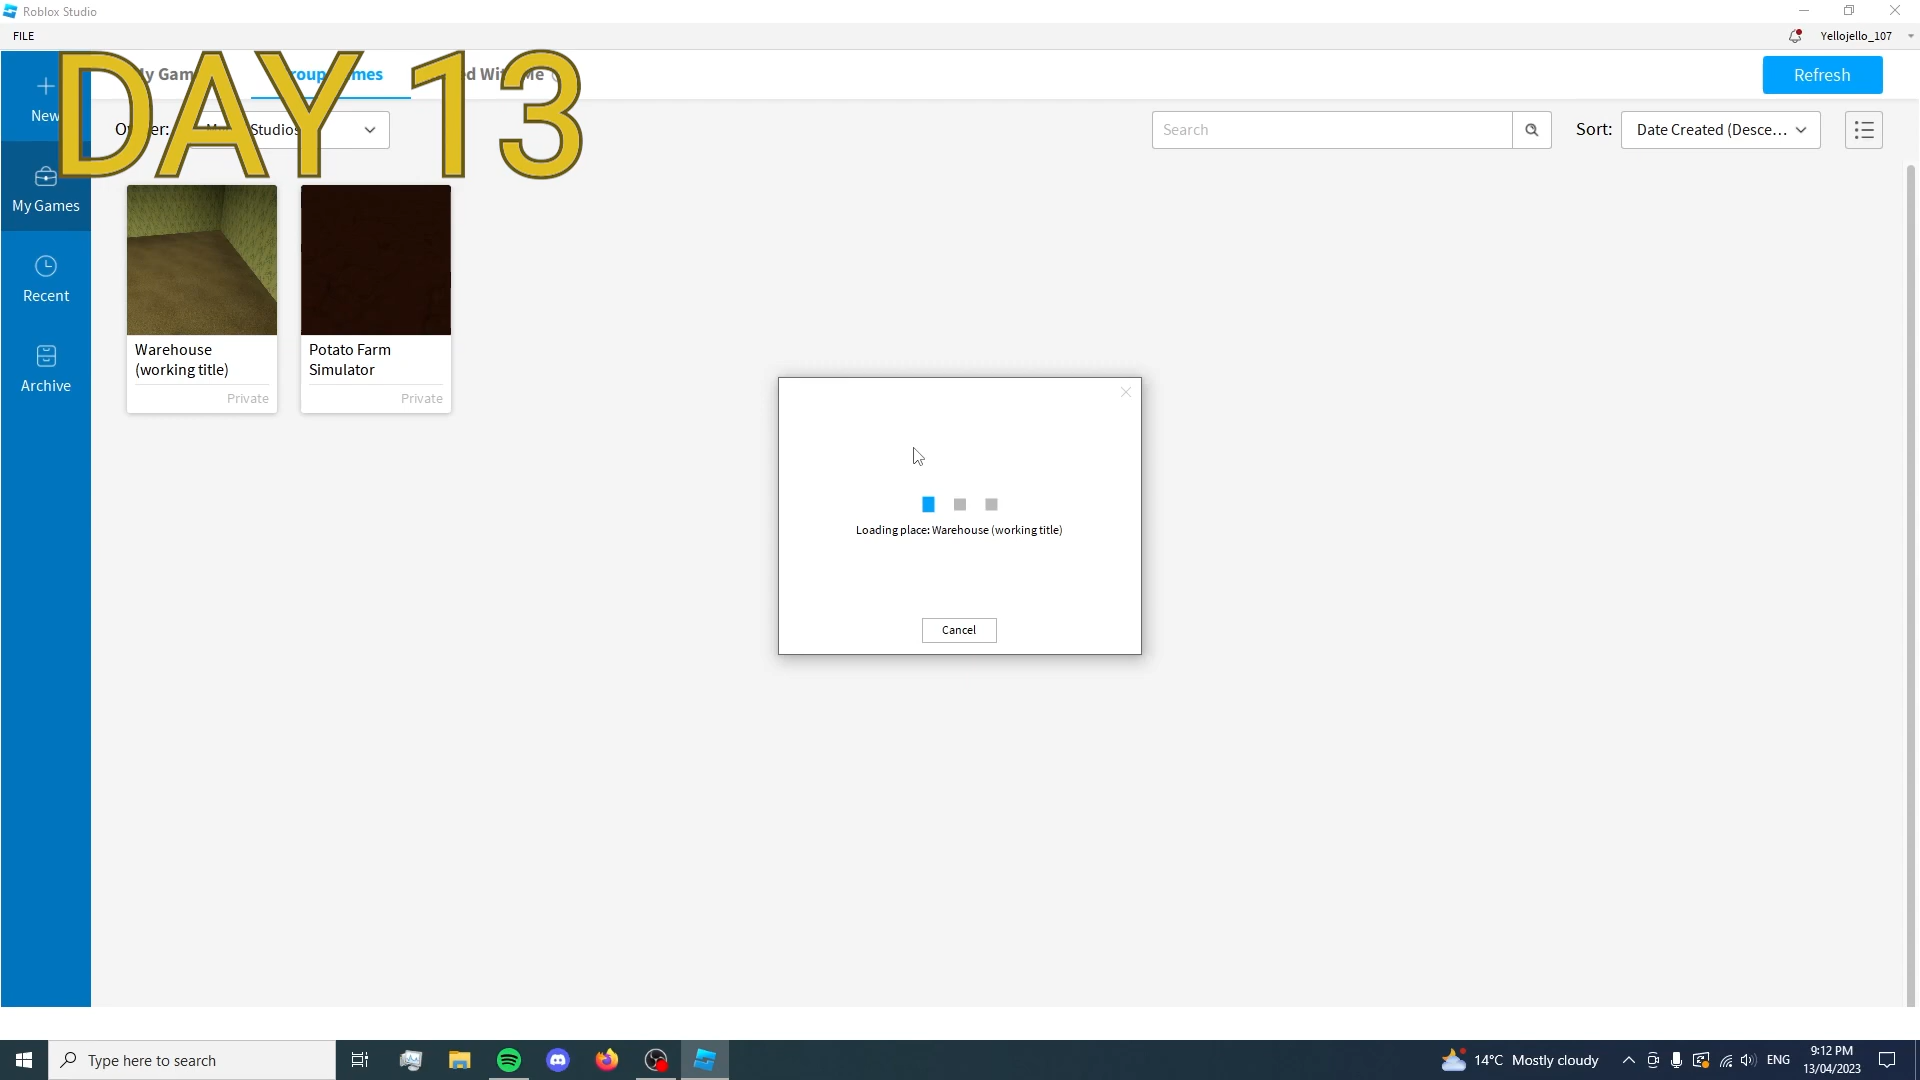 Roblox Studio
FILE
Yellojello_107
DAY 13
New
Refresh
Studios
Search
Sort:
Date Created (Desce...
My Games
Recent
Archive
Warehouse
(working title)
Private
Potato Farm
Simulator
Private
Loading place: Warehouse (working title)
Cancel
Type here to search
14°C Mostly cloudy
ENG
9:12 PM
13/04/2023